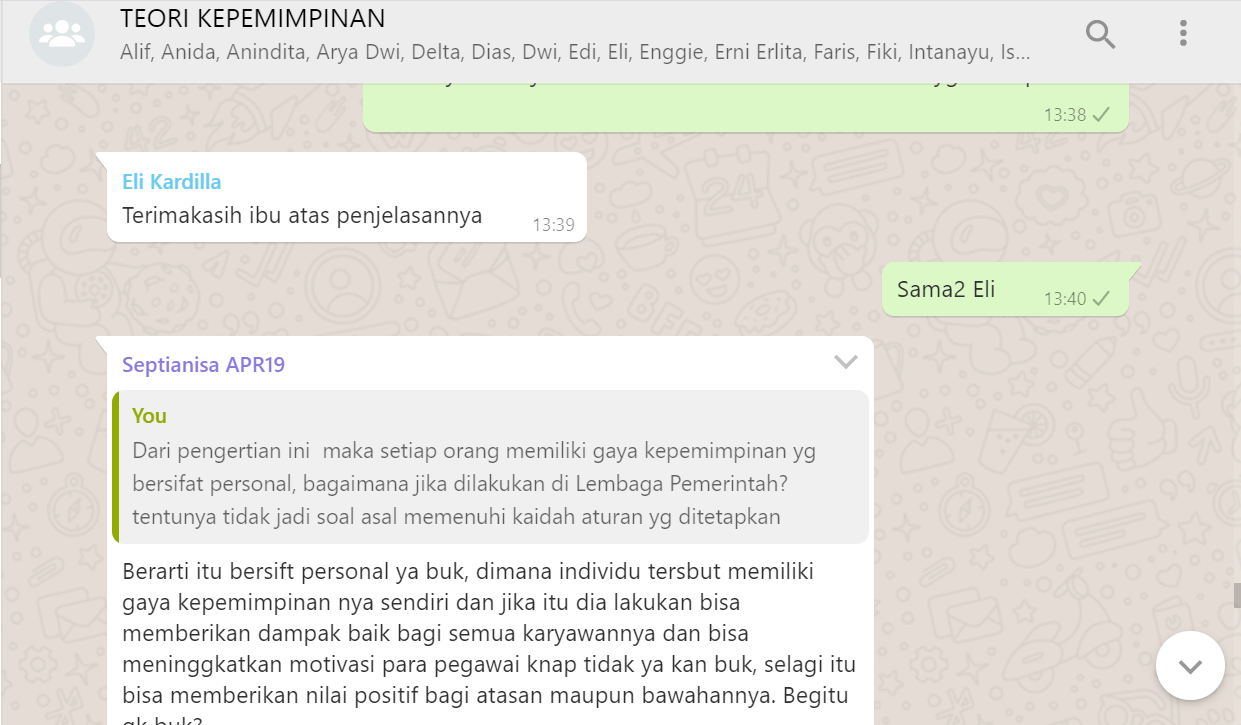 TEORI KEPEMIMPINAN
Alif, Anida, Anindita, Arya Dwi, Delta, Dias, Dwi, Edi, Eli, Enggie, Erni Erlita, Faris, Fiki, Intanayu, Is...
13:38
Eli Kardilla
Terimakasih ibu atas penjelasannya
13:39
Sama2 Eli
13:40
Septianisa APR19
You
Dari pengertian ini  maka setiap orang memiliki gaya kepemimpinan yg
bersifat personal, bagaimana jika dilakukan di Lembaga Pemerintah?
tentunya tidak jadi soal asal memenuhi kaidah aturan yg ditetapkan
Berarti itu bersift personal ya buk, dimana individu tersbut memiliki
gaya kepemimpinan nya sendiri dan jika itu dia lakukan bisa
memberikan dampak baik bagi semua karyawannya dan bisa
meninggkatkan motivasi para pegawai knap tidak ya kan buk, selagi itu
bisa memberikan nilai positif bagi atasan maupun bawahannya. Begitu
gk buk?